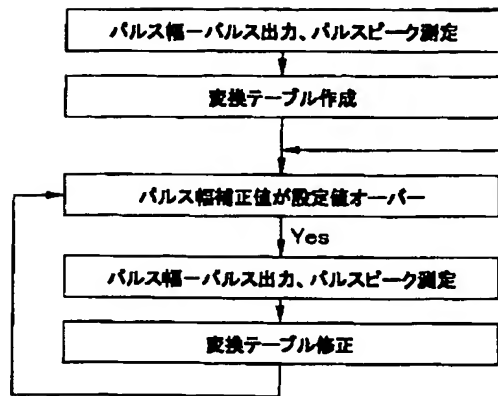 パルス幅ーパルス出力、パルスピーク測定
変換テーブル作成
パルス幅補正値が設定値オーバー
Yes
パルス幅ーパルス出力、パルスピーク測定
変換テーブル修正